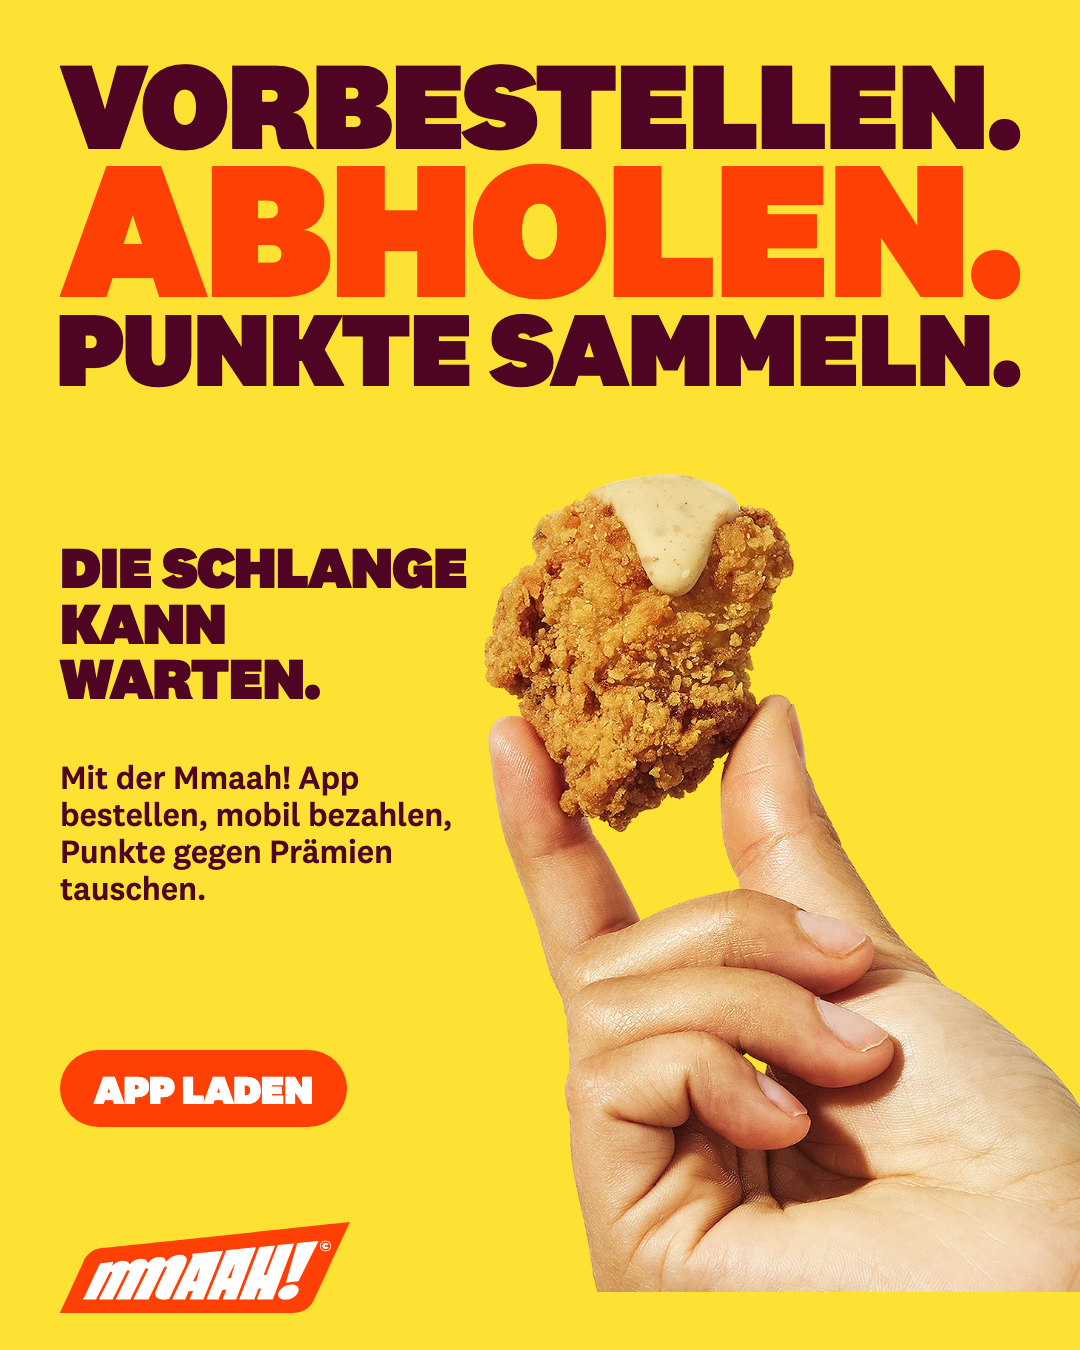 VORBESTELLEN.
ABHOLEN.
PUNKTE SAMMELN.
DIE SCHLANGE
KANN
WARTEN.
Mit der Mmaah! App
bestellen, mobil bezahlen,
Punkte gegen Prämien
tauschen.
APP LADEN
mmAAH!©